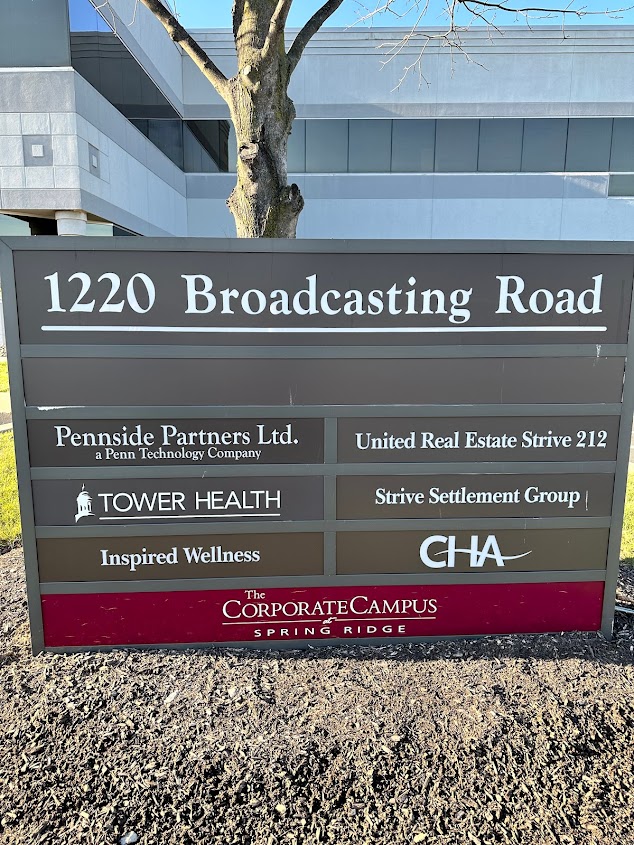 1220 Broadcasting Road
Pennside Partners Ltd.
a Penn Technology Company
United Real Estate Strive 212
TOWER HEALTH
Strive Settlement Group
Inspired Wellness
CHA
The
CORPORATE CAMPUS
at
SPRING RIDGE